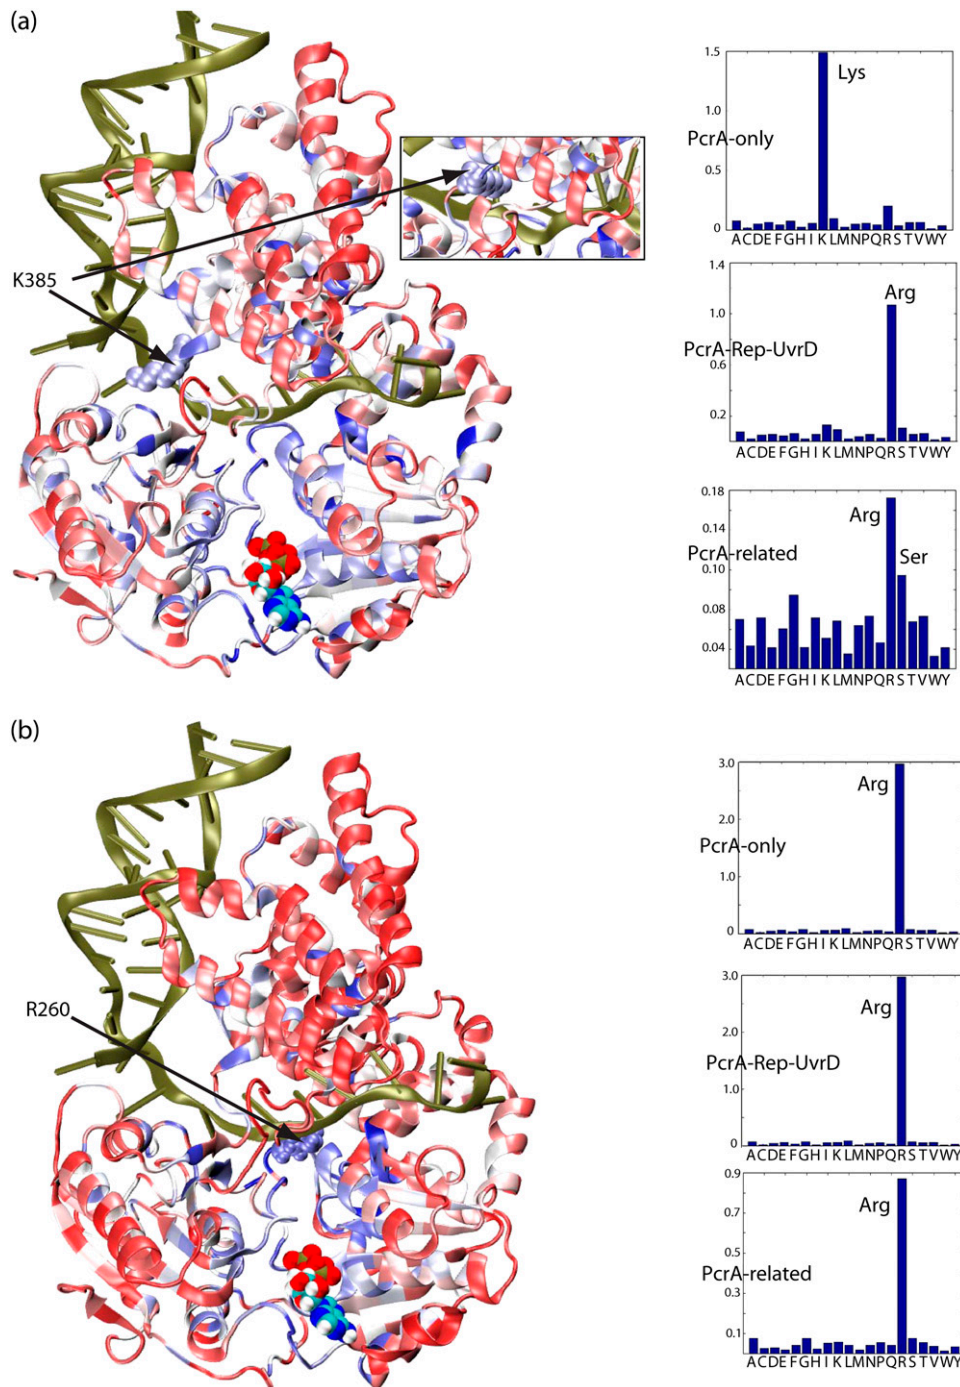 (a)
K385
1.5
Lys
1.0
PcrA-only
0.5
0
ACDEFGHIKLMNPQRSTVWY
1.4
Arg
1.0
PcrA-Rep-UvrD
0.6
0.2
ACDEFGHIKLMNPQRSTVWY
0.18
Arg
0.14
PcrA-related
Ser
0.10
0.08
0.04
ACDEFGHIKLMNPQRSTVWY
(b)
R260
3.0
Arg
2.0
PcrA-only
1.0
0
ACDEFGHIKLMNPQRSTVWY
3.0
Arg
2.0
PcrA-Rep-UvrD
1.0
0
ACDEFGHIKLMNPQRSTVWY
0.9
Arg
0.7
0.5
PcrA-related
0.3
0.1
ACDEFGHIKLMNPQRSTVWY